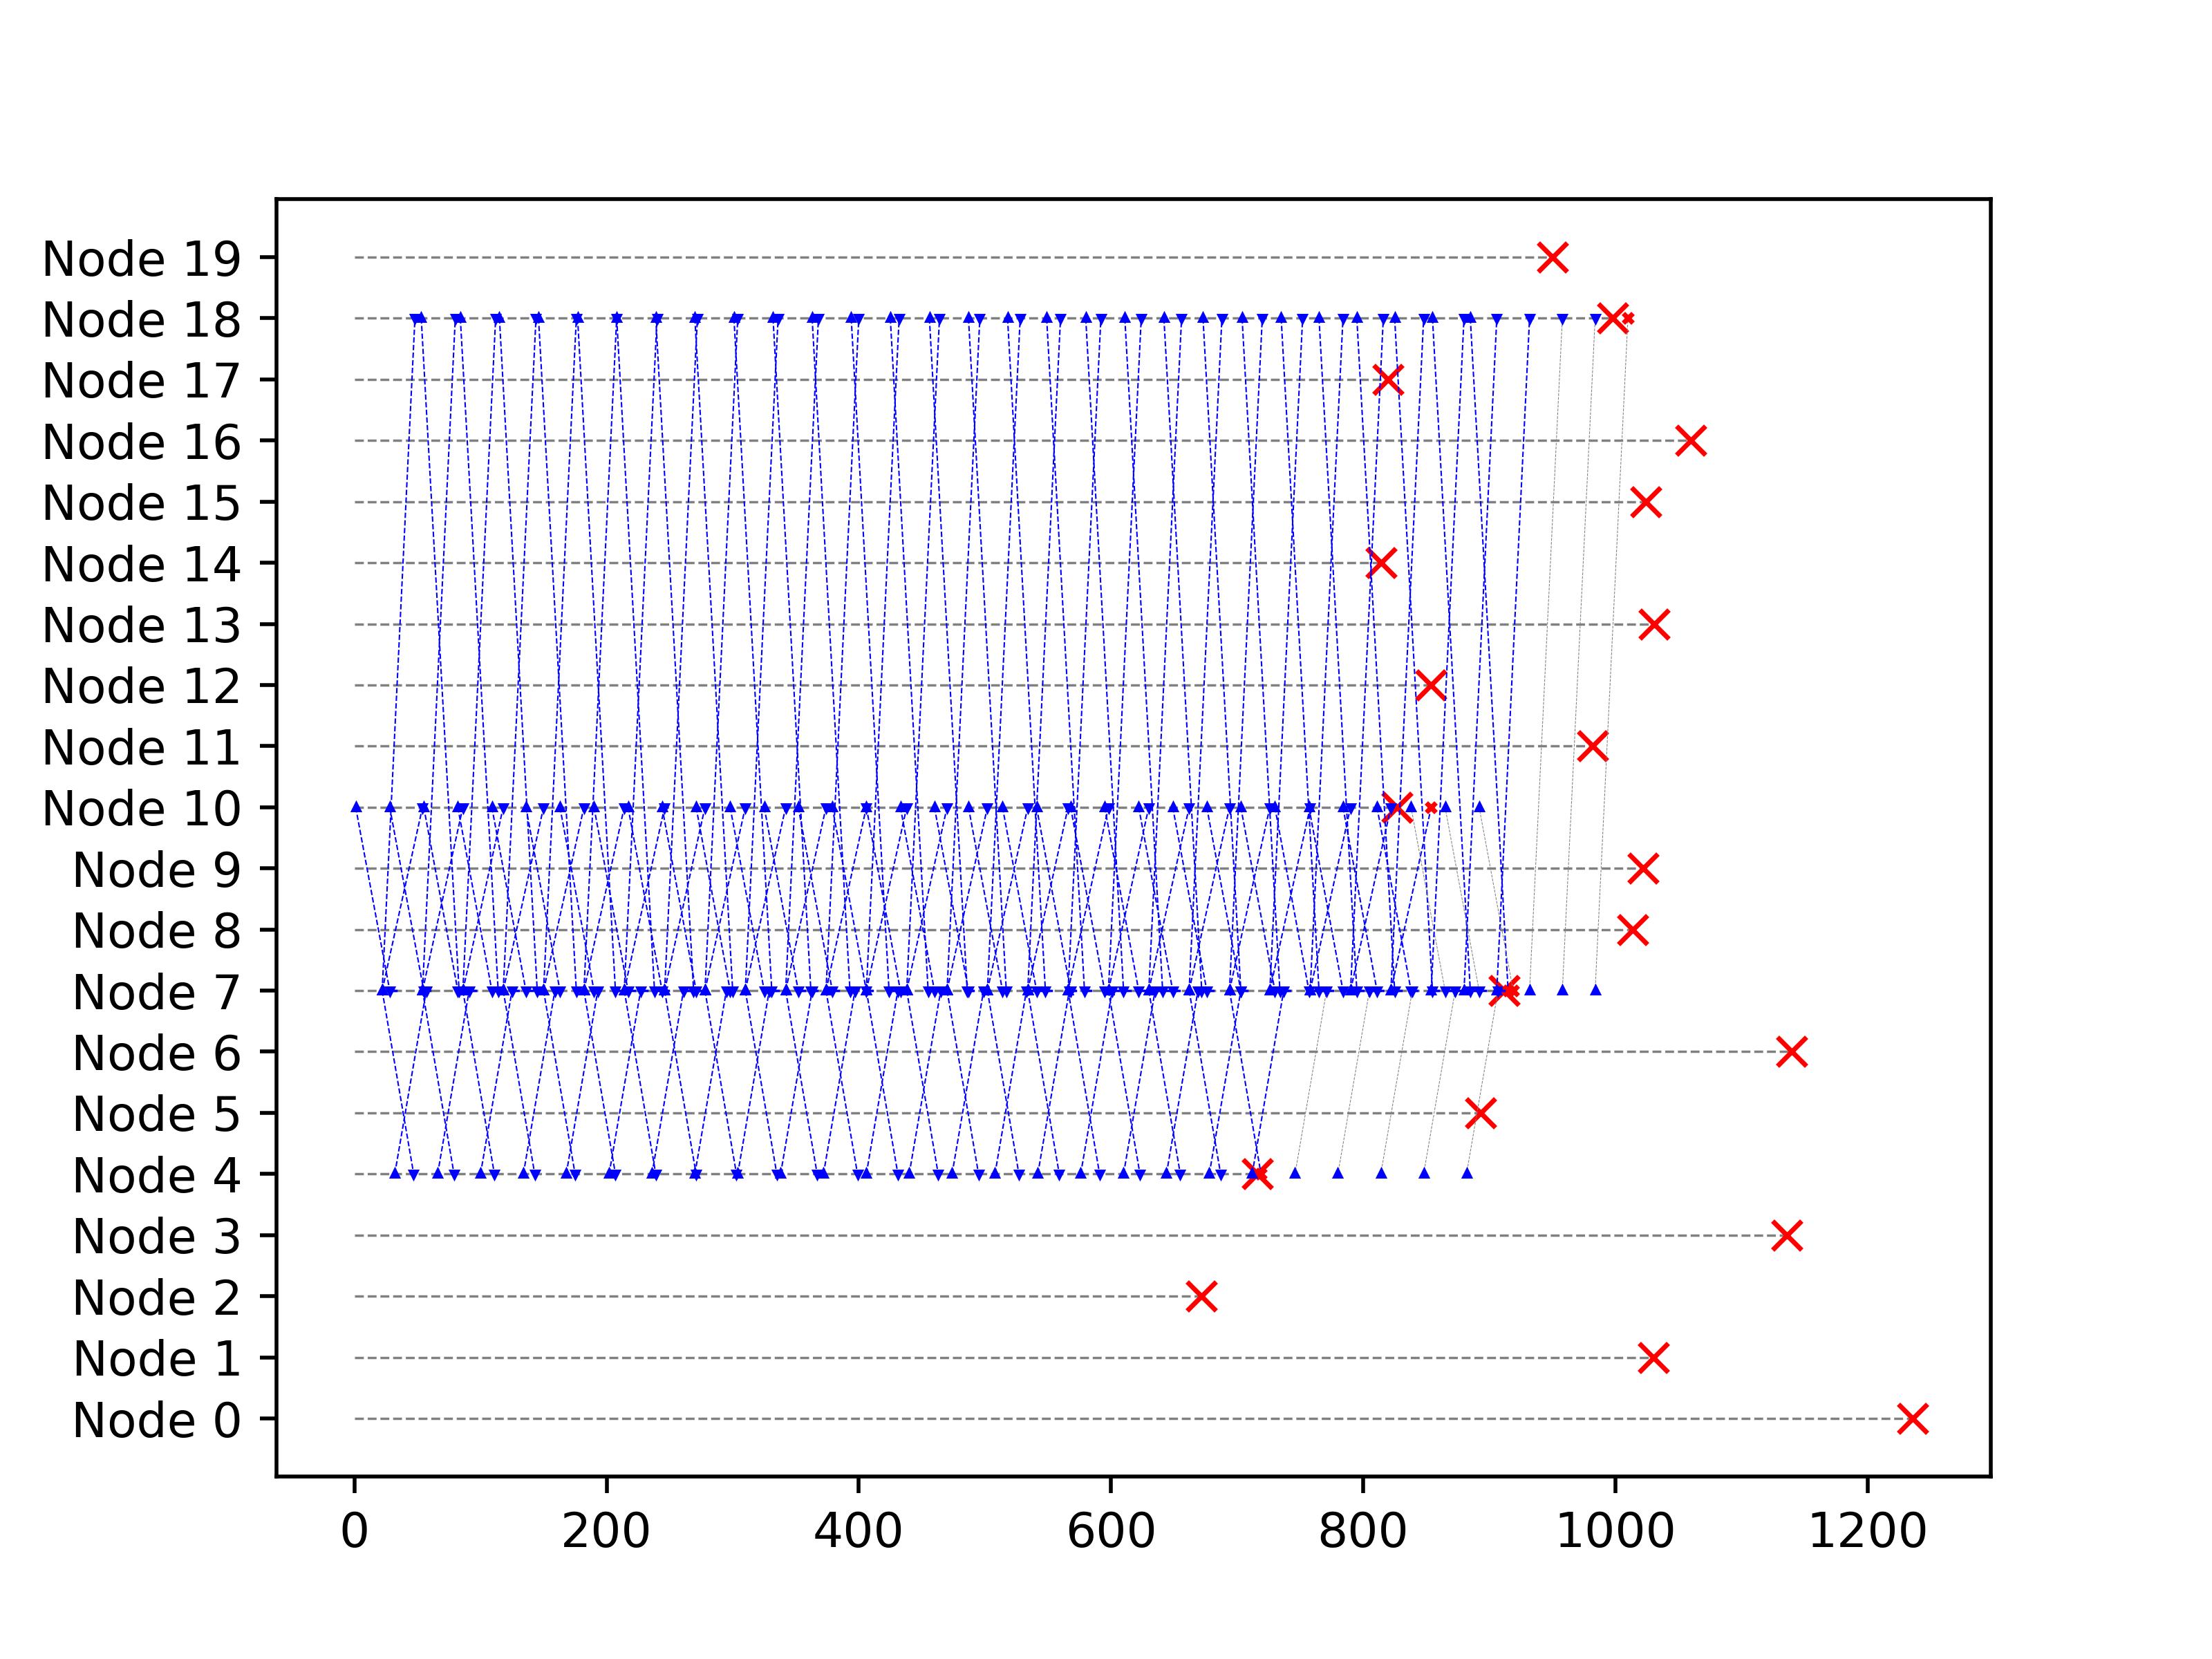 Node 19
Node 18
Node 17
Node 16
Node 15
Node 14
Node 13
Node 12
Node 11
Node 10
Node 9
Node 8
Node 7
Node 6
Node 5
Node 4
Node 3
Node 2
Node 1
Node 0
0 200 400 600 800 1000 1200